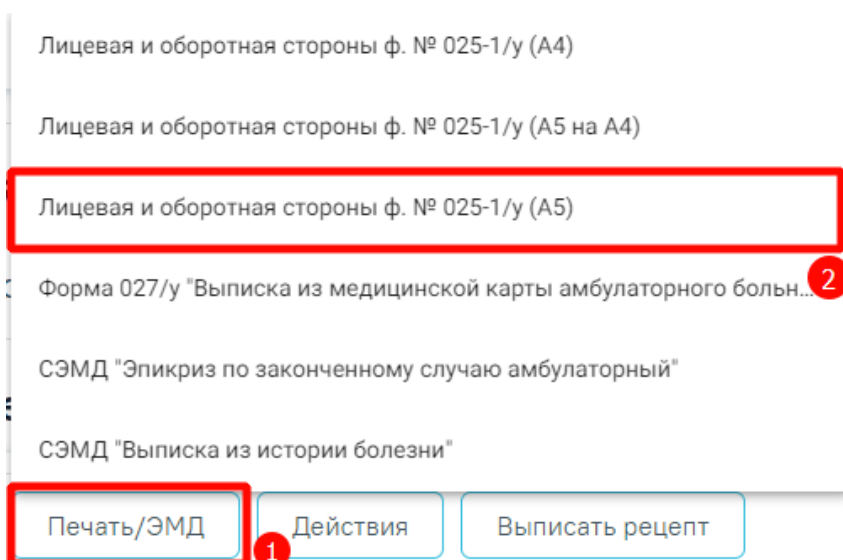 Лицевая и оборотная стороны ф. № 025-1/у (А4)
Лицевая и оборотная стороны ф. № 025-1/у (А5 на А4)
Лицевая и оборотная стороны ф. № 025-1/у (А5)
Форма 027/у "Выписка из медицинской карты амбулаторного больн...
2
СЭМД "Эпикриз по законченному случаю амбулаторный"
СЭМД "Выписка из истории болезни"
Печать/ЭМД Действия Выписать рецепт
1